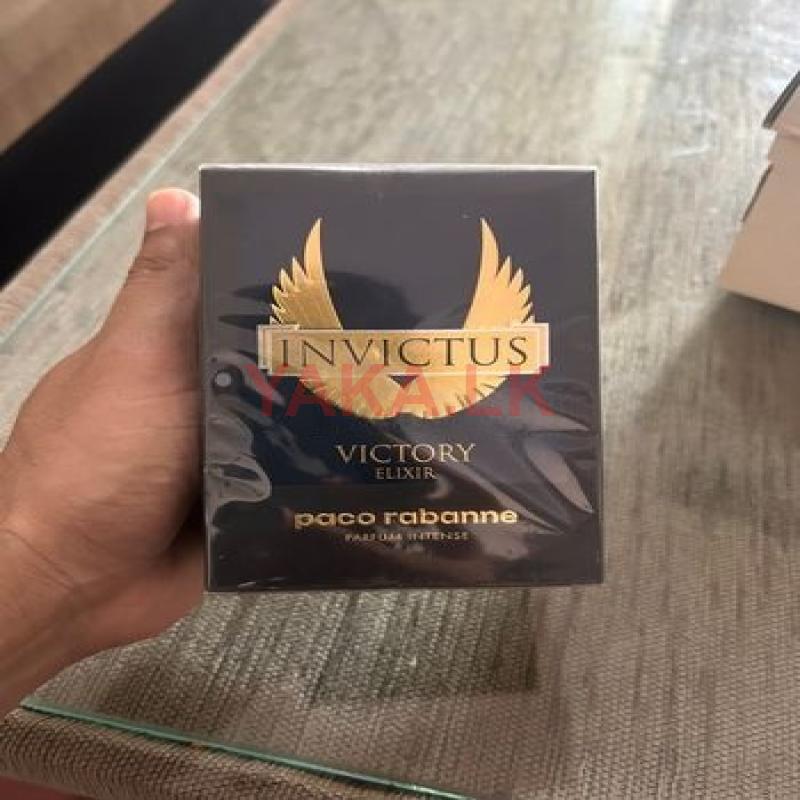 INVICTUS
YAKA.LK
VICTORY
ELIXIR
paco rabanne
PARFUM INTENSE